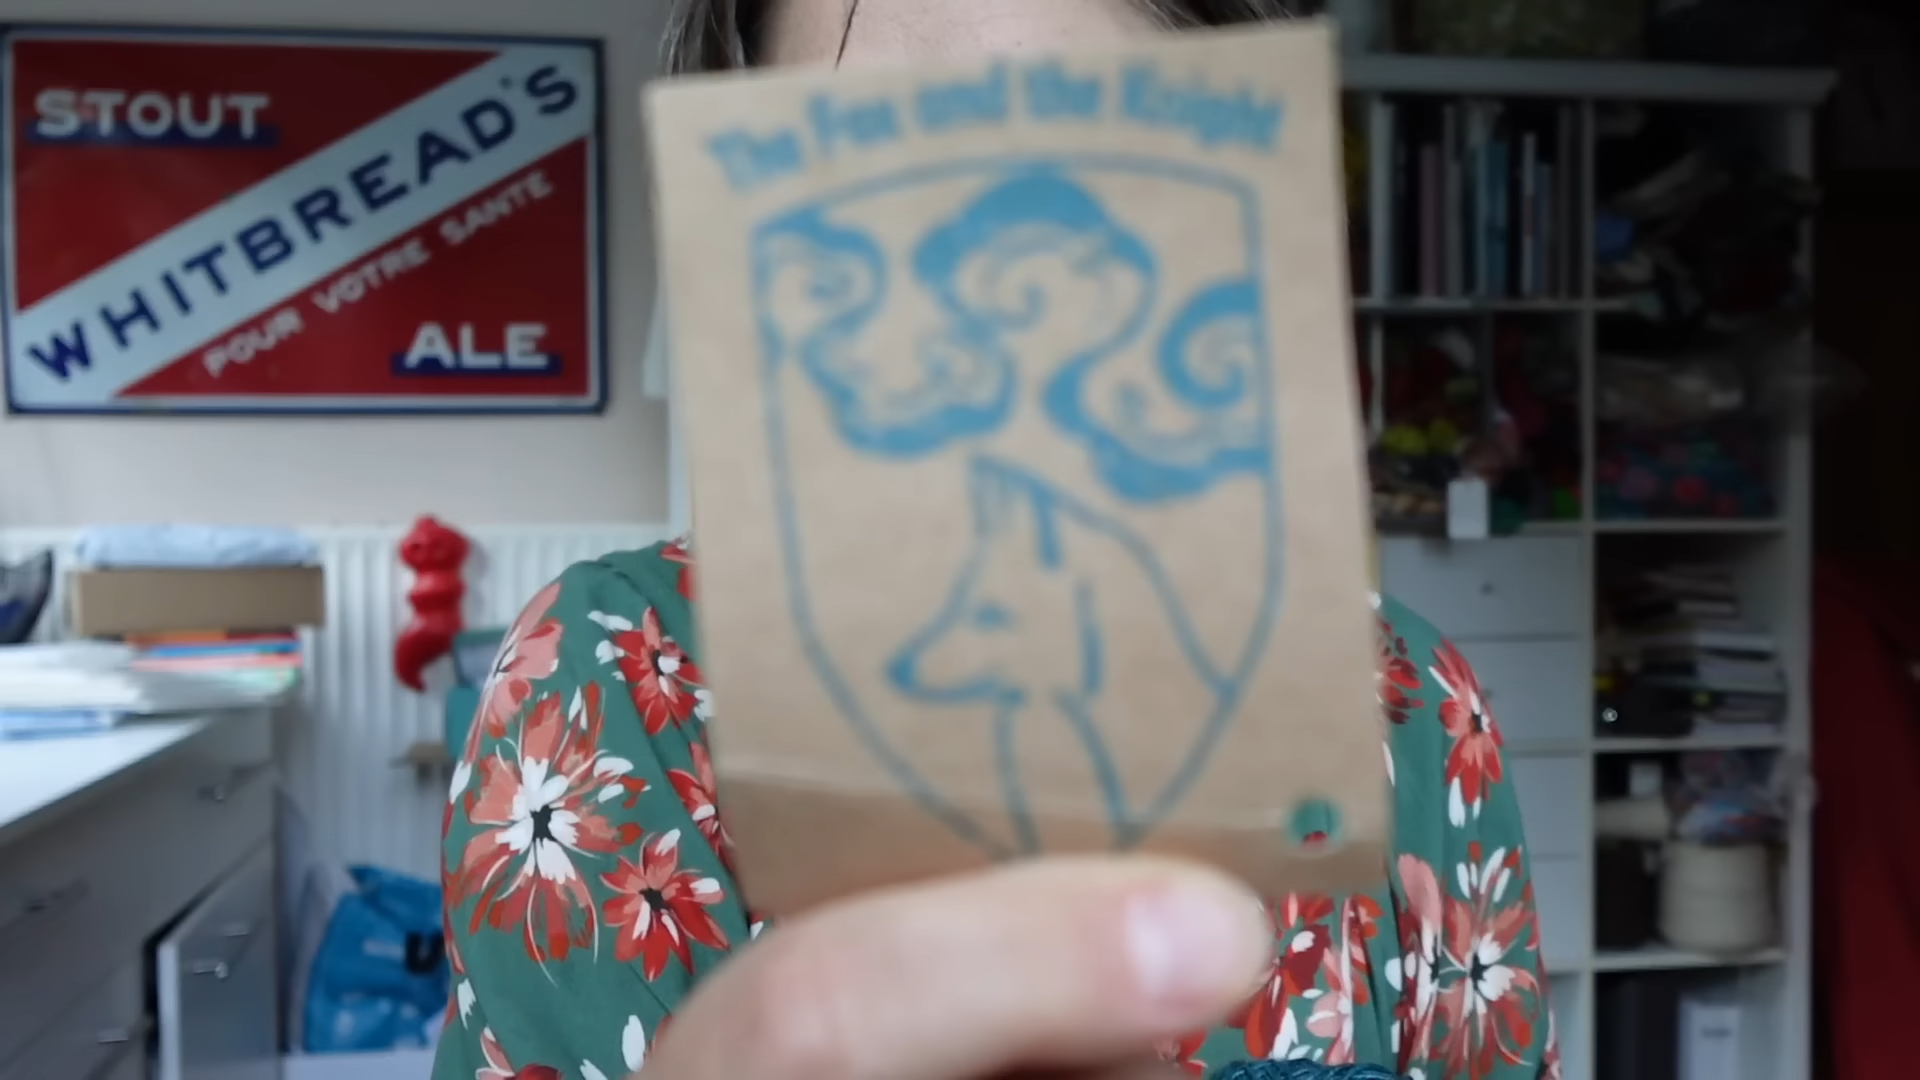 STOUT
WHITBREAD'S
POUR VOTRE SANTE
ALE
The Fox and the Knight